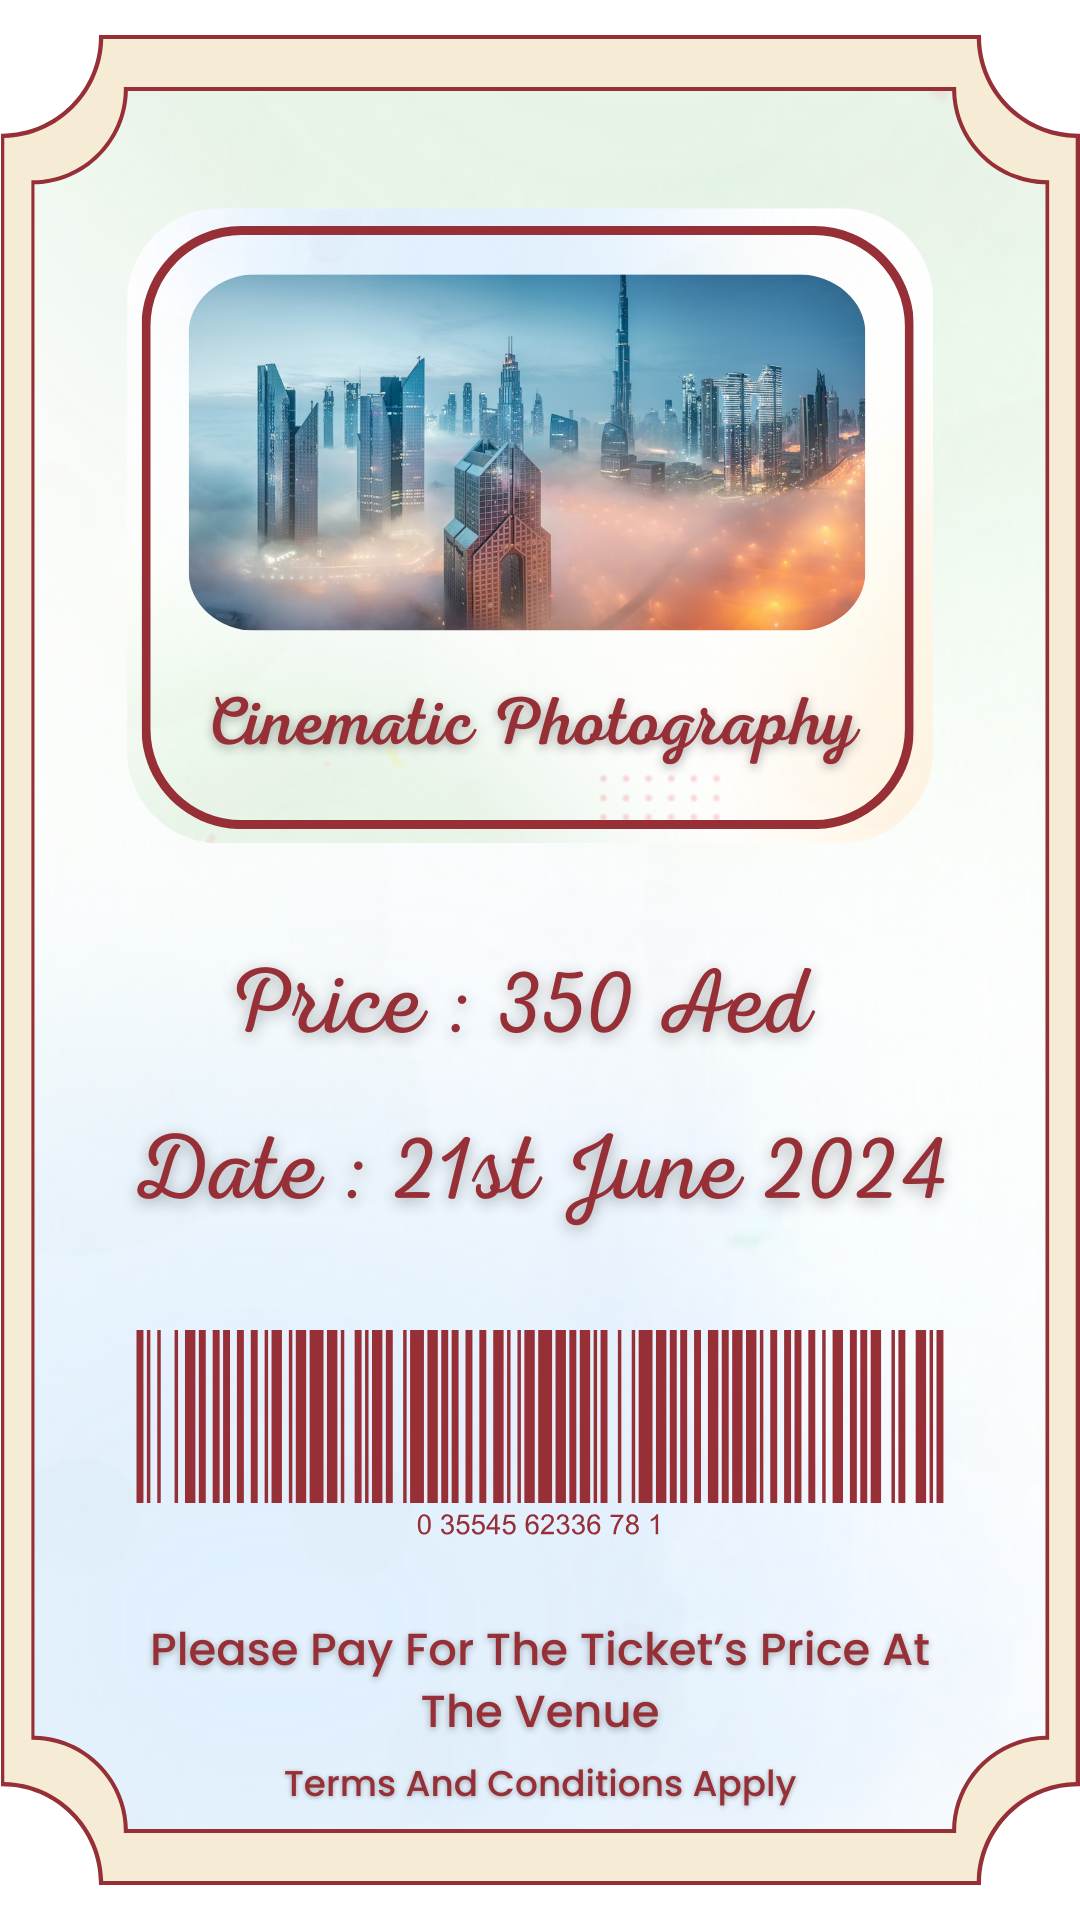 Cinematic Photography
Price : 350 Aed
Date : 21st June 2024
0 35545 62336 78 1
Please Pay For The Ticket’s Price At
The Venue
Terms And Conditions Apply